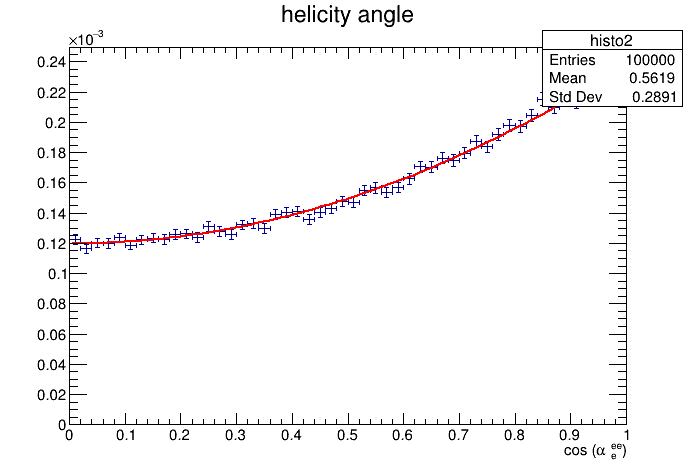 helicity angle
×10⁻³
histo2
Entries 100000
Mean 0.5619
Std Dev 0.2891
0.24
0.22
0.2
0.18
0.16
0.14
0.12
0.1
0.08
0.06
0.04
0.02
0
0 0.1 0.2 0.3 0.4 0.5 0.6 0.7 0.8 0.9 1
cos (α ee e)